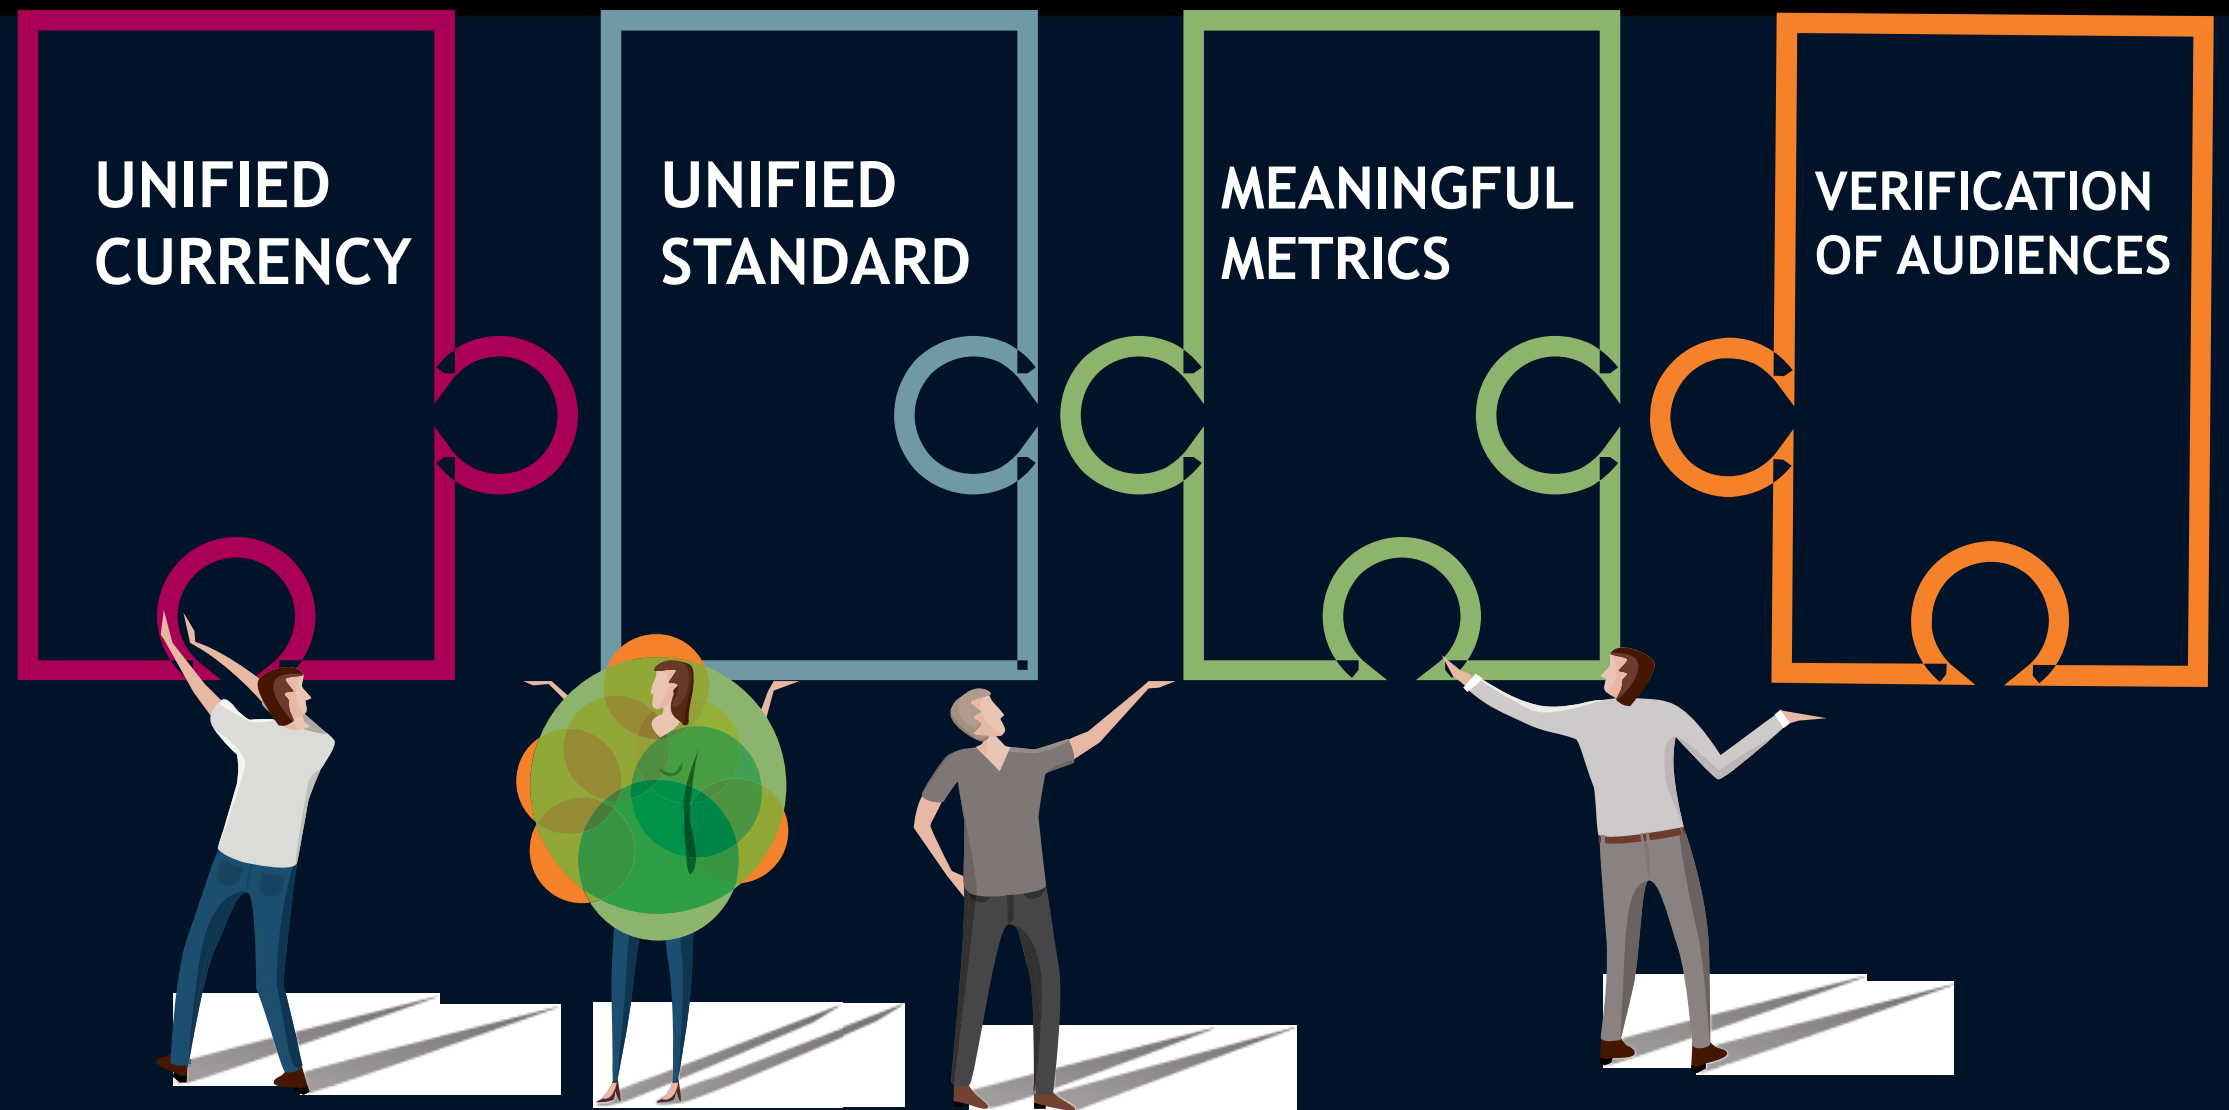 UNIFIED
CURRENCY
UNIFIED
STANDARD
MEANINGFUL
METRICS
VERIFICATION
OF AUDIENCES